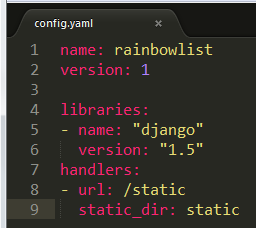 config.yaml ×
1 name: rainbowlist
2 version: 1
3
4 libraries:
5 - name: "django"
6   version: "1.5"
7 handlers:
8 - url: /static
9   static_dir: static